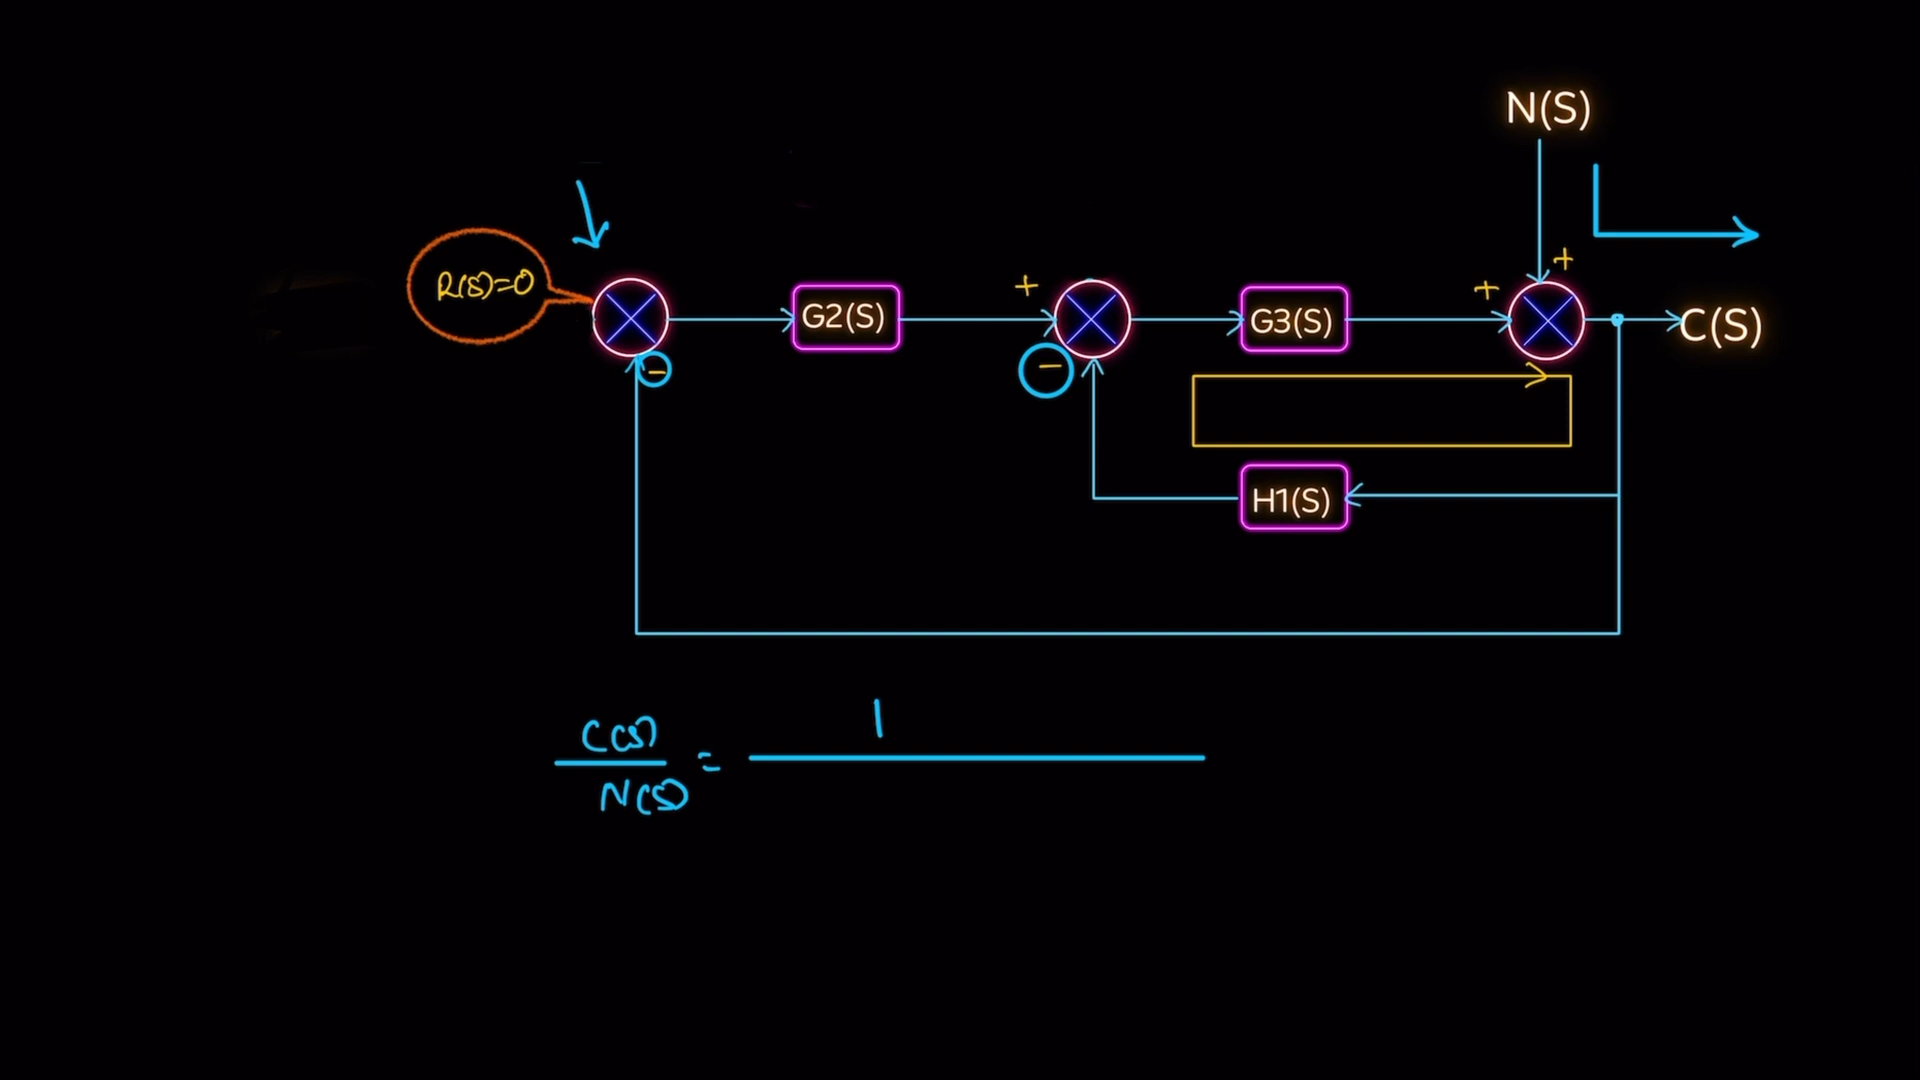 N(S)
+
R(s)=0
+
+
G2(S)
G3(S)
C(S)
-
-
H1(S)
C(s)
N(s)
=
1